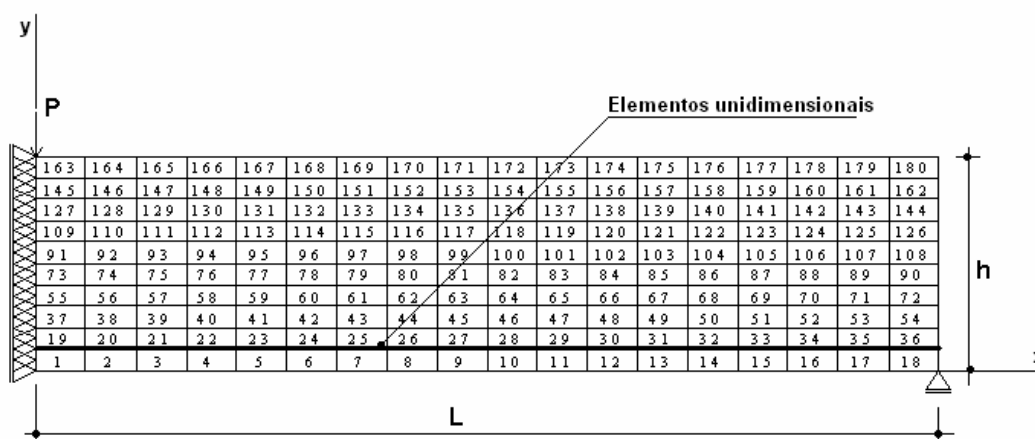 y
P
Elementos unidimensionais
163 164 165 166 167 168 169 170 171 172 173 174 175 176 177 178 179 180
145 146 147 148 149 150 151 152 153 154 155 156 157 158 159 160 161 162
127 128 129 130 131 132 133 134 135 136 137 138 139 140 141 142 143 144
109 110 111 112 113 114 115 116 117 118 119 120 121 122 123 124 125 126
91 92 93 94 95 96 97 98 99 100 101 102 103 104 105 106 107 108
73 74 75 76 77 78 79 80 81 82 83 84 85 86 87 88 89 90
h
55 56 57 58 59 60 61 62 63 64 65 66 67 68 69 70 71 72
37 38 39 40 41 42 43 44 45 46 47 48 49 50 51 52 53 54
19 20 21 22 23 24 25 26 27 28 29 30 31 32 33 34 35 36
1 2 3 4 5 6 7 8 9 10 11 12 13 14 15 16 17 18
L